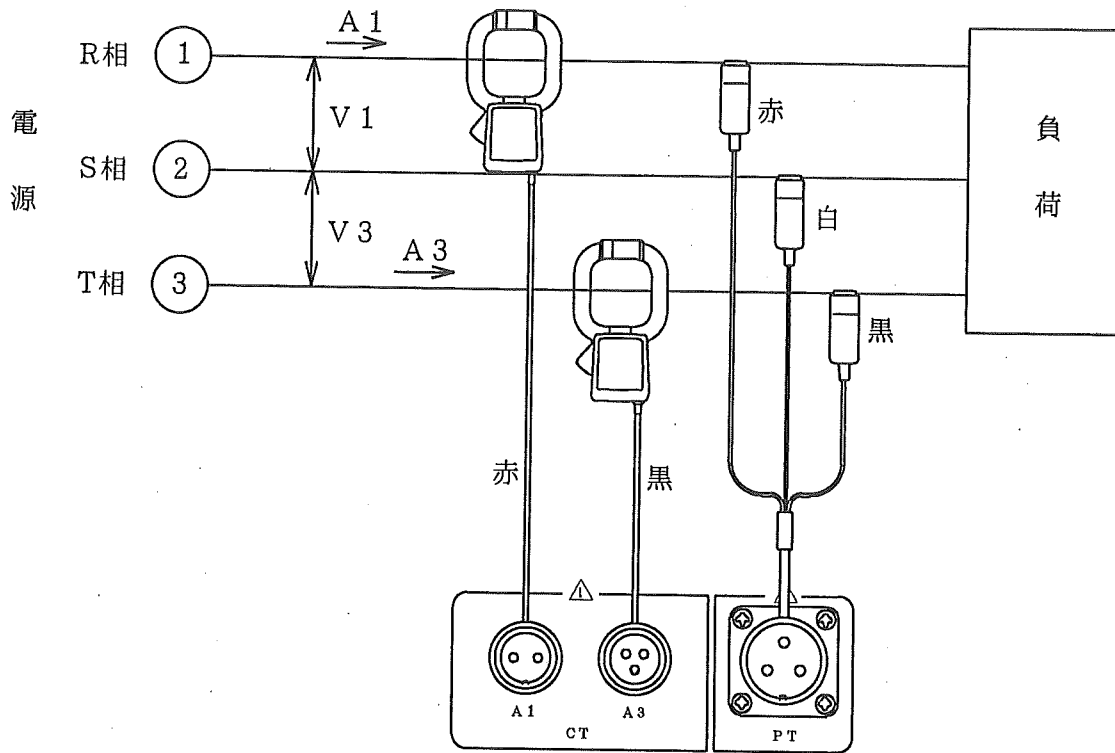 A1
R相 ① 赤
V1
電源
S相 ② 白
V3
A3
T相 ③ 黒
負荷
赤 黒
A1 A3
CT PT